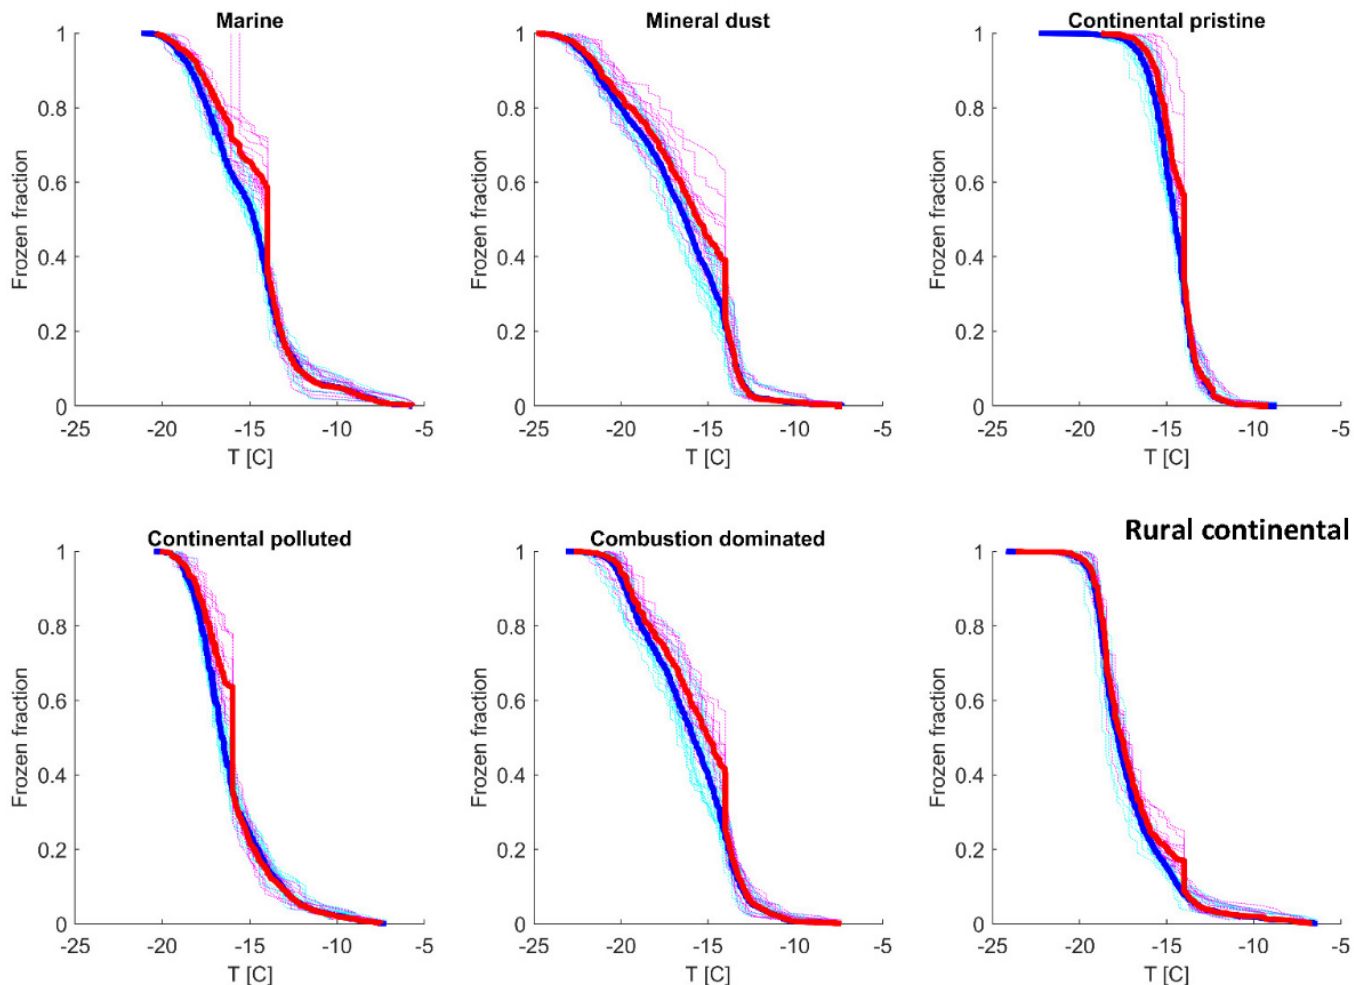 Marine
Mineral dust
Continental pristine
1
0.8
0.6
0.4
0.2
0
Frozen fraction
-25 -20 -15 -10 -5
T [C]
1
0.8
0.6
0.4
0.2
0
Frozen fraction
-25 -20 -15 -10 -5
T [C]
1
0.8
0.6
0.4
0.2
0
Frozen fraction
-25 -20 -15 -10 -5
T [C]
Continental polluted
Combustion dominated
Rural continental
1
0.8
0.6
0.4
0.2
0
Frozen fraction
-25 -20 -15 -10 -5
T [C]
1
0.8
0.6
0.4
0.2
0
Frozen fraction
-25 -20 -15 -10 -5
T [C]
1
0.8
0.6
0.4
0.2
0
Frozen fraction
-25 -20 -15 -10 -5
T [C]